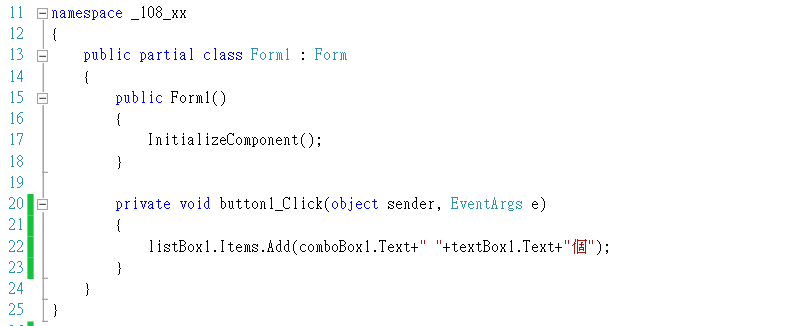 11 namespace _108_xx
12 {
13 public partial class Form1 : Form
14 {
15 public Form1()
16 {
17 InitializeComponent();
18 }
19
20 private void button1_Click(object sender, EventArgs e)
21 {
22 listBox1.Items.Add(comboBox1.Text+" "+textBox1.Text+"個");
23 }
24 }
25 }